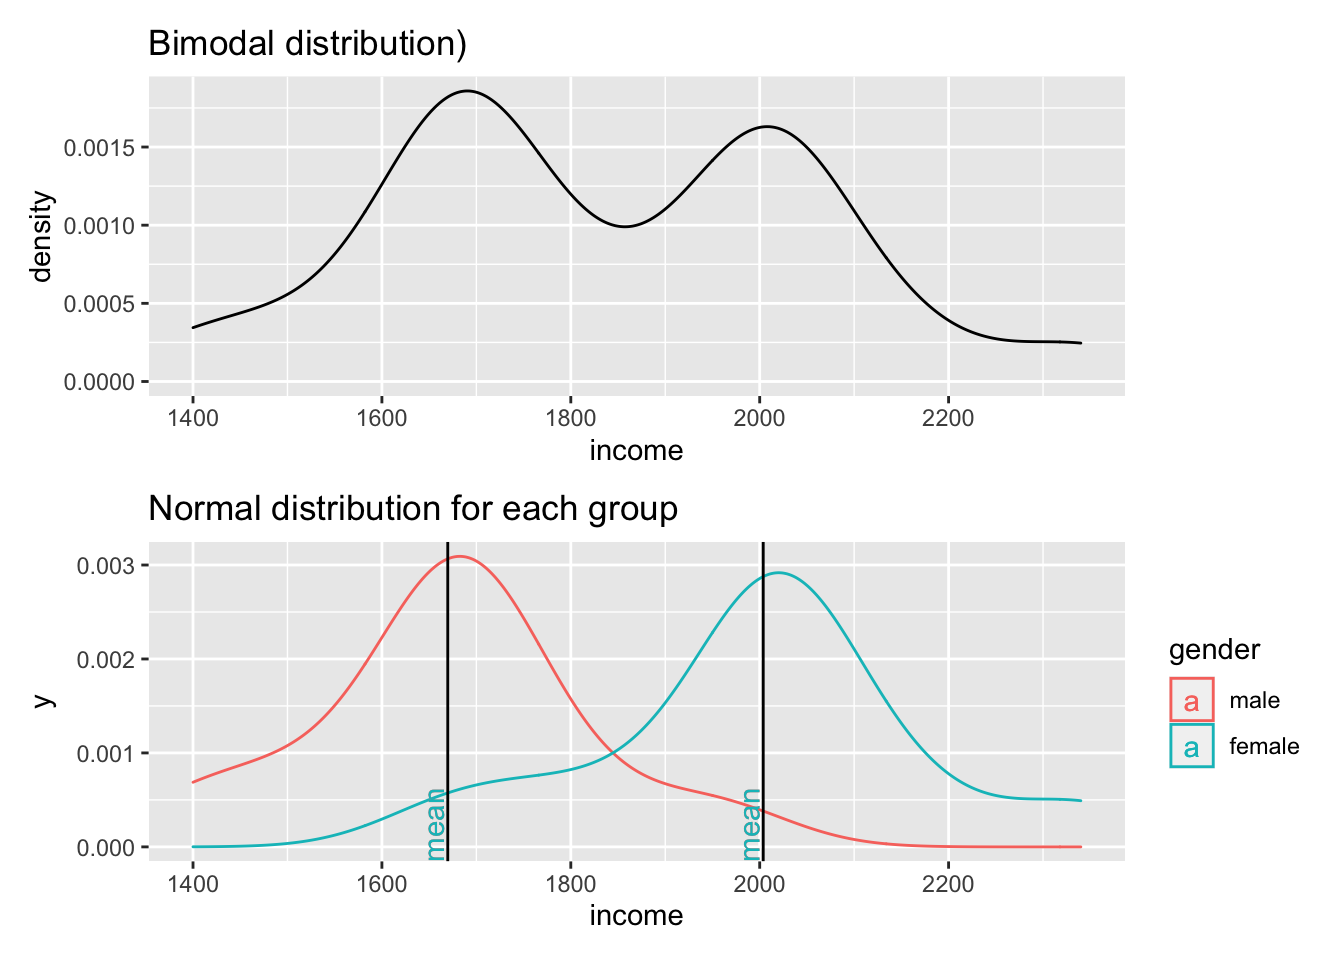 Bimodal distribution)
density
0.0015
0.0010
0.0005
0.0000
1400 1600 1800 2000 2200
income
Normal distribution for each group
y
0.003
0.002
0.001
0.000
mean mean
1400 1600 1800 2000 2200
income
gender
a male
a female